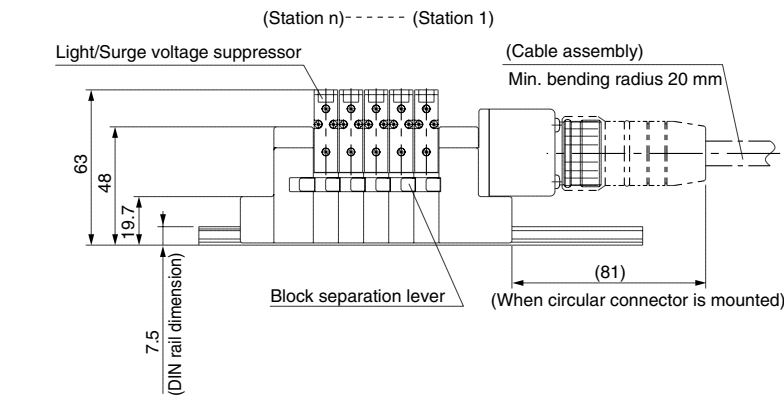 (Station n)------ (Station 1)
Light/Surge voltage suppressor
(Cable assembly)
Min. bending radius 20 mm
63
48
19.7
7.5
(DIN rail dimension)
Block separation lever
(81)
(When circular connector is mounted)